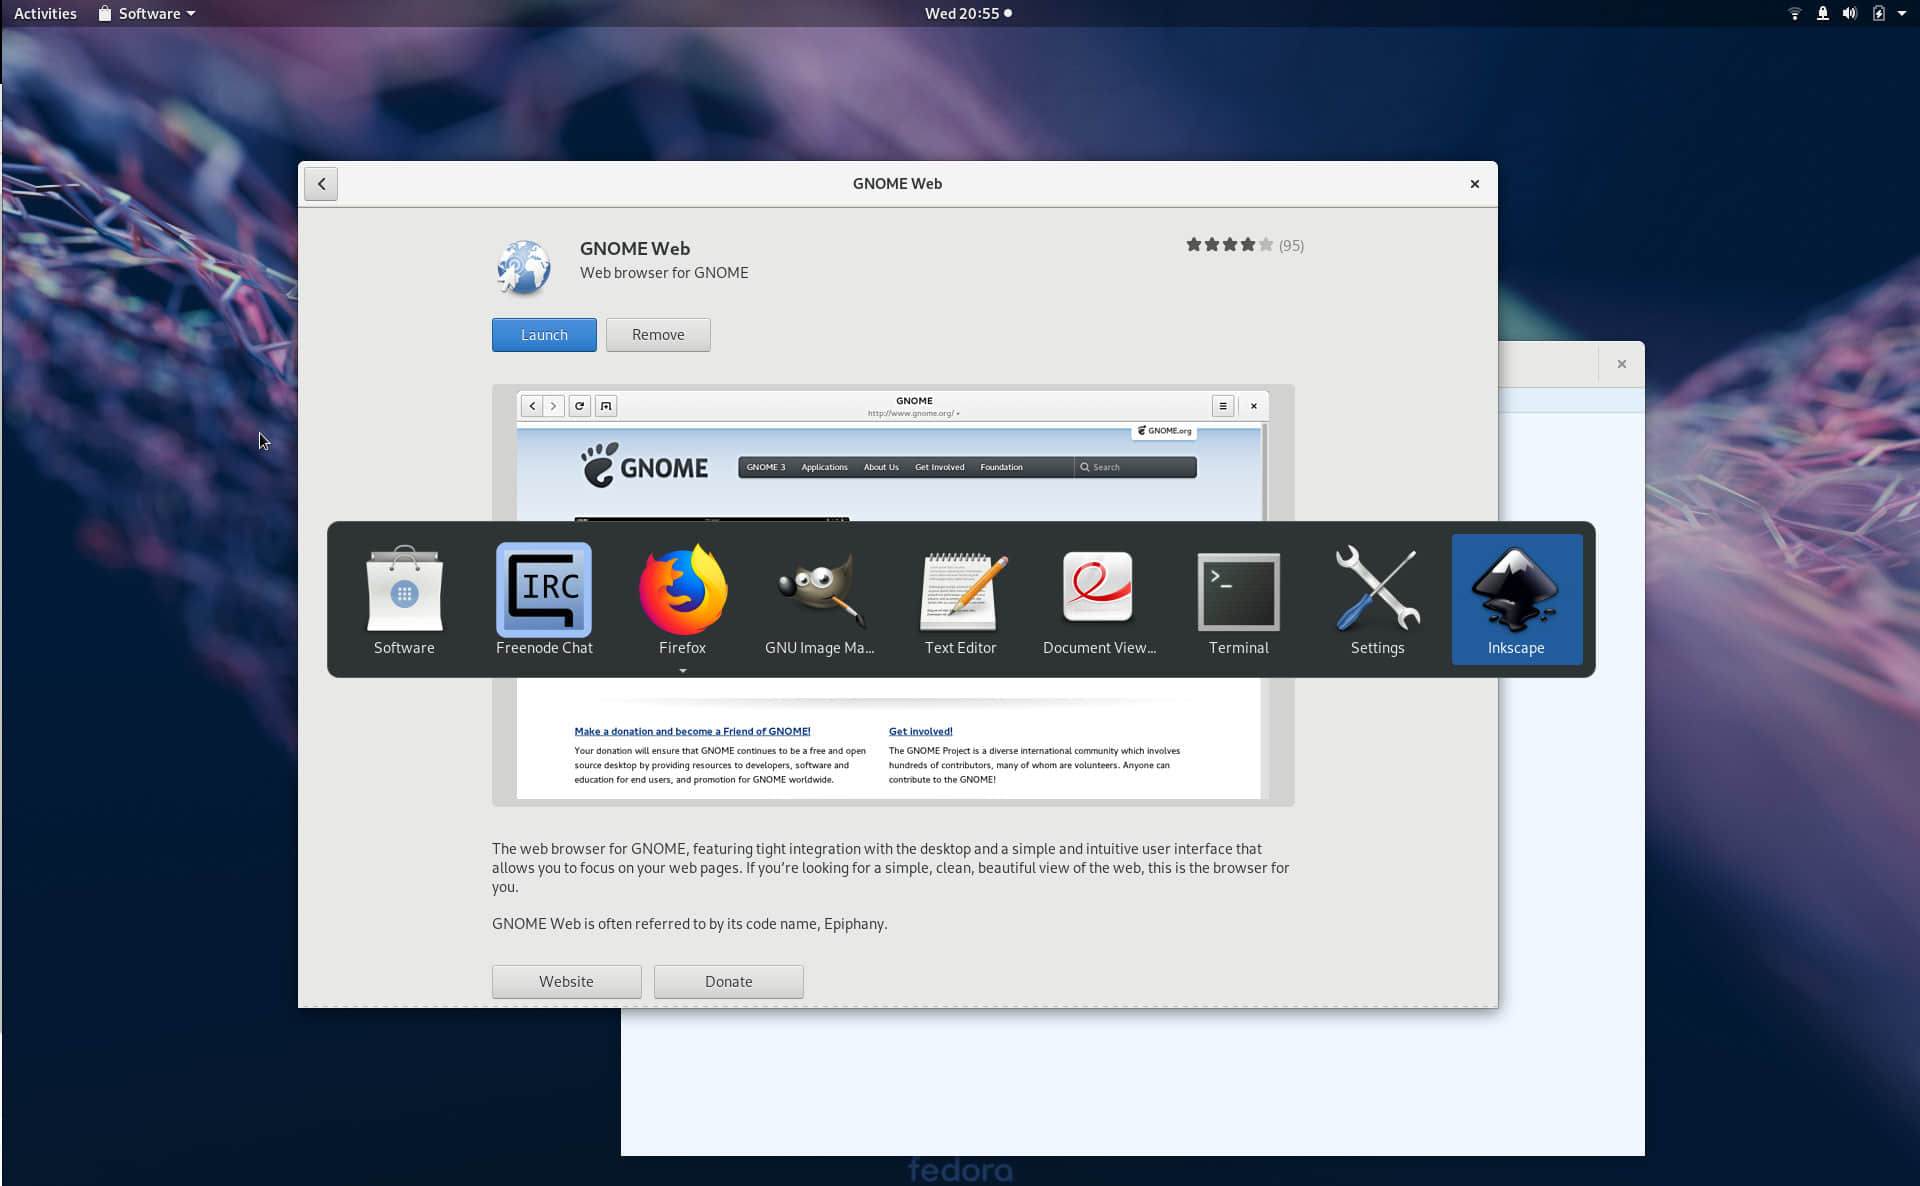 Activities Software Wed 20:55
GNOME Web
GNOME Web
Web browser for GNOME
(95)
Launch Remove
GNOME
http://www.gnome.org/
GNOME.org
GNOME GNOME 3 Applications About Us Get Involved Foundation Search
IRC
>_
Software Freenode Chat Firefox GNU Image Ma... Text Editor Document View... Terminal Settings Inkscape
Make a donation and become a Friend of GNOME!
Your donation will ensure that GNOME continues to be a free and open
source desktop by providing resources to developers, software and
education for end users, and promotion for GNOME worldwide.
Get involved!
The GNOME Project is a diverse international community which involves
hundreds of contributors, many of whom are volunteers. Anyone can
contribute to the GNOME!
The web browser for GNOME, featuring tight integration with the desktop and a simple and intuitive user interface that
allows you to focus on your web pages. If you’re looking for a simple, clean, beautiful view of the web, this is the browser for
you.
GNOME Web is often referred to by its code name, Epiphany.
Website Donate
fedora